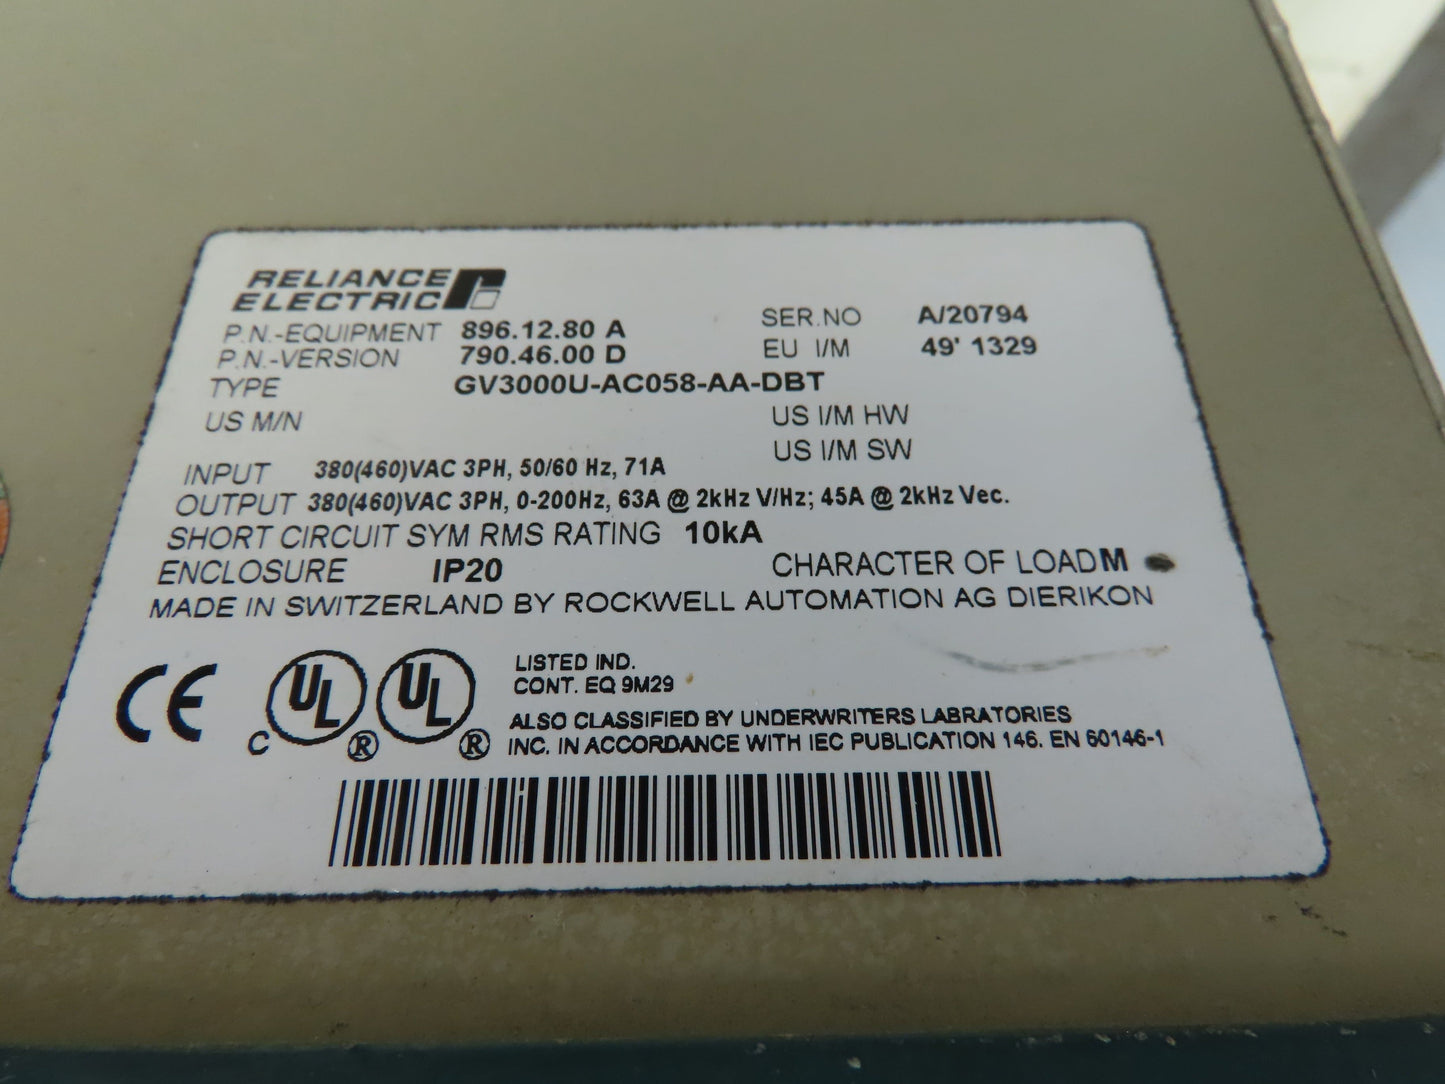 RELIANCE
ELECTRIC
P.N.-EQUIPMENT 896.12.80 A SER.NO A/20794
P.N.-VERSION 790.46.00 D EU I/M 49' 1329
TYPE GV3000U-AC058-AA-DBT
US M/N US I/M HW
US I/M SW
INPUT 380(460)VAC 3PH, 50/60 Hz, 71A
OUTPUT 380(460)VAC 3PH, 0-200Hz, 63A @ 2kHz V/Hz; 45A @ 2kHz Vec.
SHORT CIRCUIT SYM RMS RATING 10kA
ENCLOSURE IP20 CHARACTER OF LOAD M
MADE IN SWITZERLAND BY ROCKWELL AUTOMATION AG DIERIKON
CE C UL ® UL ®
LISTED IND.
CONT. EQ 9M29
ALSO CLASSIFIED BY UNDERWRITERS LABRATORIES
INC. IN ACCORDANCE WITH IEC PUBLICATION 146. EN 60146-1